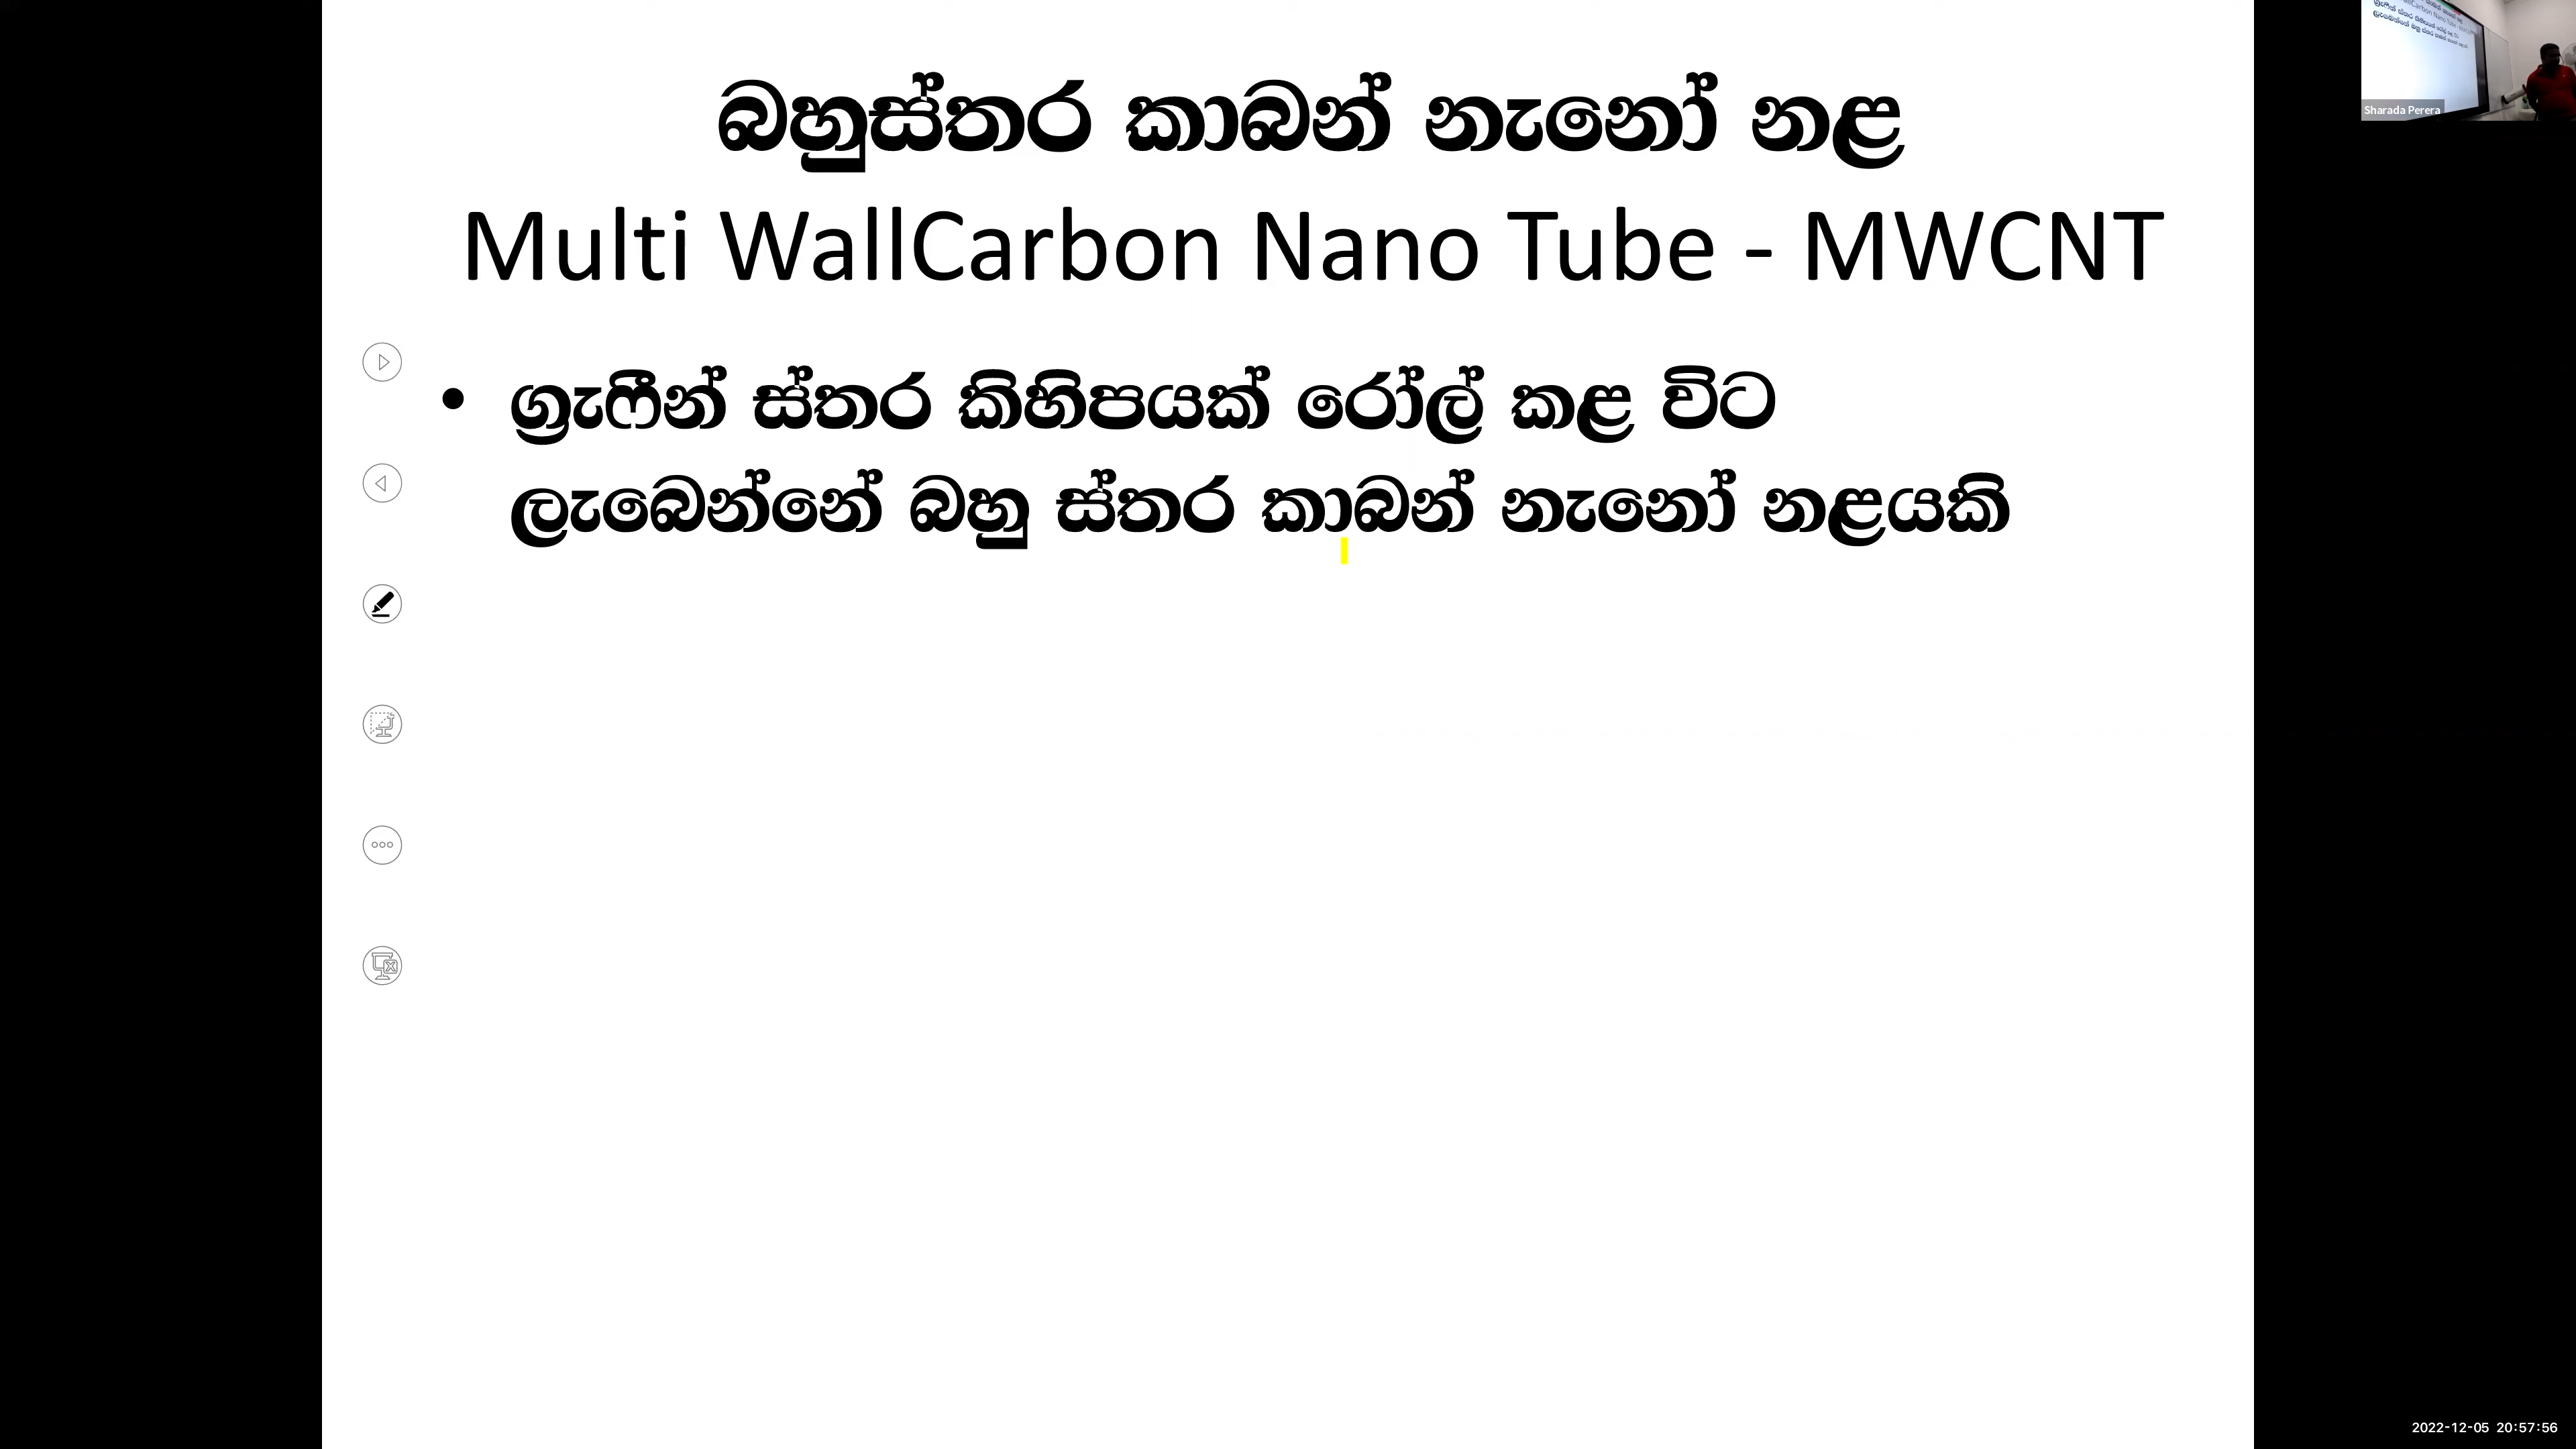 බහුස්තර කාබන් නැනෝ නළ
Multi WallCarbon Nano Tube - MWCNT
• ග්‍රැෆීන් ස්තර කිහිපයක් රෝල් කළ විට
ලැබෙන්නේ බහු ස්තර කාබන් නැනෝ නළයකි
Sharada Perera
2022-12-05 20:57:56